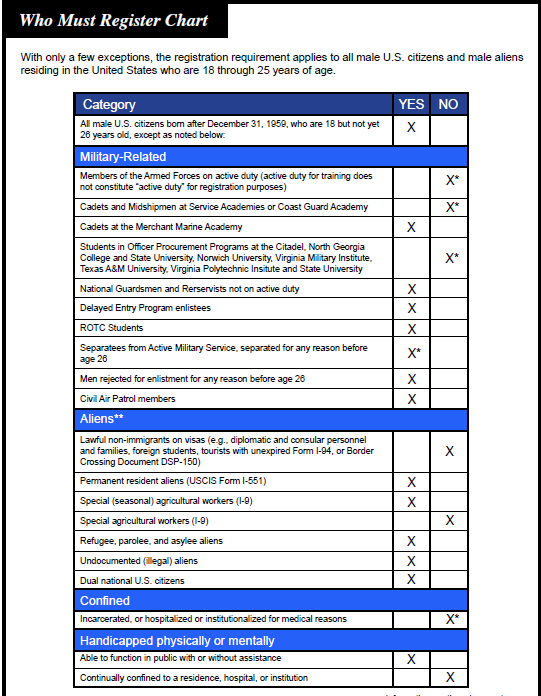 Who Must Register Chart
With only a few exceptions, the registration requirement applies to all male U.S. citizens and male aliens
residing in the United States who are 18 through 25 years of age.
Category YES NO
All male U.S. citizens born after December 31, 1959, who are 18 but not yet
26 years old, except as noted below: X
Military-Related
Members of the Armed Forces on active duty (active duty for training does
not constitute "active duty" for registration purposes) X*
Cadets and Midshipmen at Service Academies or Coast Guard Academy X*
Cadets at the Merchant Marine Academy X
Students in Officer Procurement Programs at the Citadel, North Georgia
College and State University, Norwich University, Virginia Military Institute,
Texas A&M University, Virginia Polytechnic Insitute and State University X*
National Guardsmen and Rerservists not on active duty X
Delayed Entry Program enlistees X
ROTC Students X
Separatees from Active Military Service, separated for any reason before
age 26 X*
Men rejected for enlistment for any reason before age 26 X
Civil Air Patrol members X
Aliens**
Lawful non-immigrants on visas (e.g., diplomatic and consular personnel
and families, foreign students, tourists with unexpired Form I-94, or Border
Crossing Document DSP-150) X
Permanent resident aliens (USCIS Form I-551) X
Special (seasonal) agricultural workers (I-9) X
Special agricultural workers (I-9) X
Refugee, parolee, and asylee aliens X
Undocumented (illegal) aliens X
Dual national U.S. citizens X
Confined
Incarcerated, or hospitalized or institutionalized for medical reasons X*
Handicapped physically or mentally
Able to function in public with or without assistance X
Continually confined to a residence, hospital, or institution X